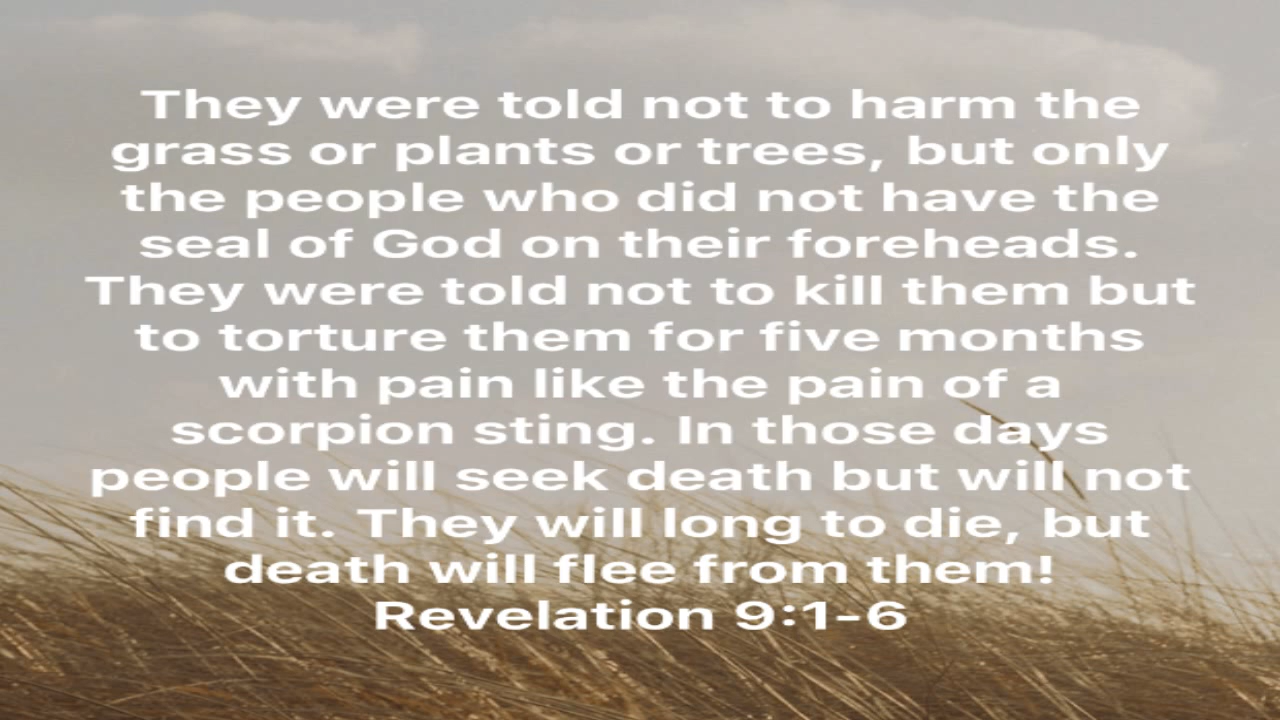 They were told not to harm the
grass or plants or trees, but only
the people who did not have the
seal of God on their foreheads.
They were told not to kill them but
to torture them for five months
with pain like the pain of a
scorpion sting. In those days
people will seek death but will not
find it. They will long to die, but
death will flee from them!
Revelation 9:1-6